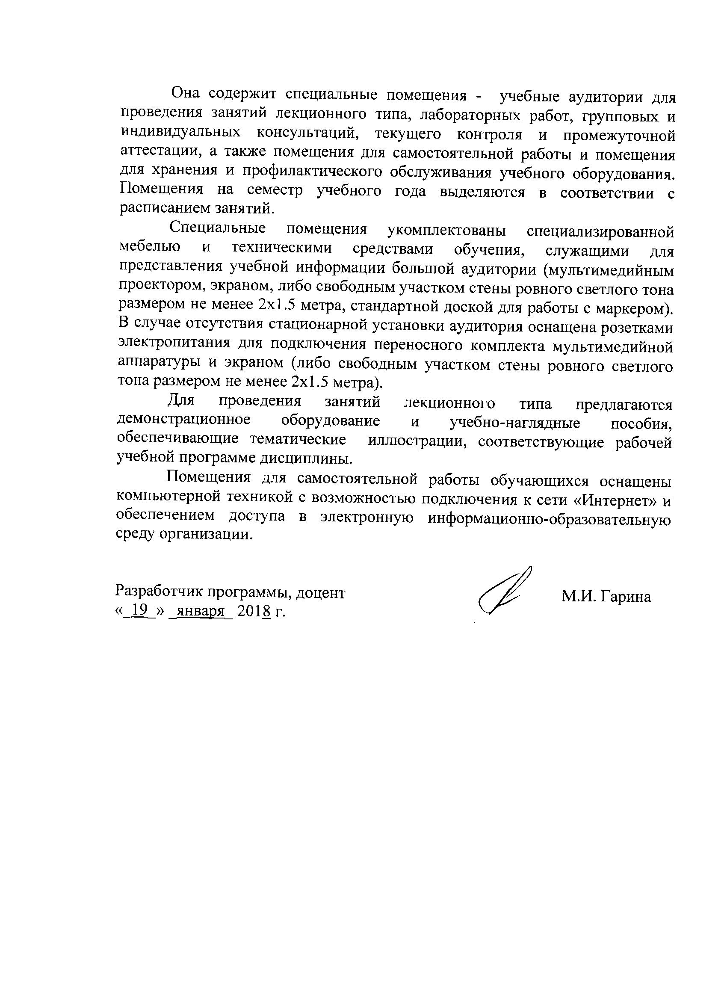 Она содержит специальные помещения - учебные аудитории для
проведения занятий лекционного типа, лабораторных работ, групповых и
индивидуальных консультаций, текущего контроля и промежуточной
аттестации, а также помещения для самостоятельной работы и помещения
для хранения и профилактического обслуживания учебного оборудования.
Помещения на семестр учебного года выделяются в соответствии с
расписанием занятий.
Специальные помещения укомплектованы специализированной
мебелью и техническими средствами обучения, служащими для
представления учебной информации большой аудитории (мультимедийным
проектором, экраном, либо свободным участком стены ровного светлого тона
размером не менее 2х1.5 метра, стандартной доской для работы с маркером).
В случае отсутствия стационарной установки аудитория оснащена розетками
электропитания для подключения переносного комплекта мультимедийной
аппаратуры и экраном (либо свободным участком стены ровного светлого
тона размером не менее 2х1.5 метра).
Для проведения занятий лекционного типа предлагаются
демонстрационное оборудование и учебно-наглядные пособия,
обеспечивающие тематические иллюстрации, соответствующие рабочей
учебной программе дисциплины.
Помещения для самостоятельной работы обучающихся оснащены
компьютерной техникой с возможностью подключения к сети «Интернет» и
обеспечением доступа в электронную информационно-образовательную
среду организации.
Разработчик программы, доцент М.И. Гарина
«_19_» _января_ 2018 г.